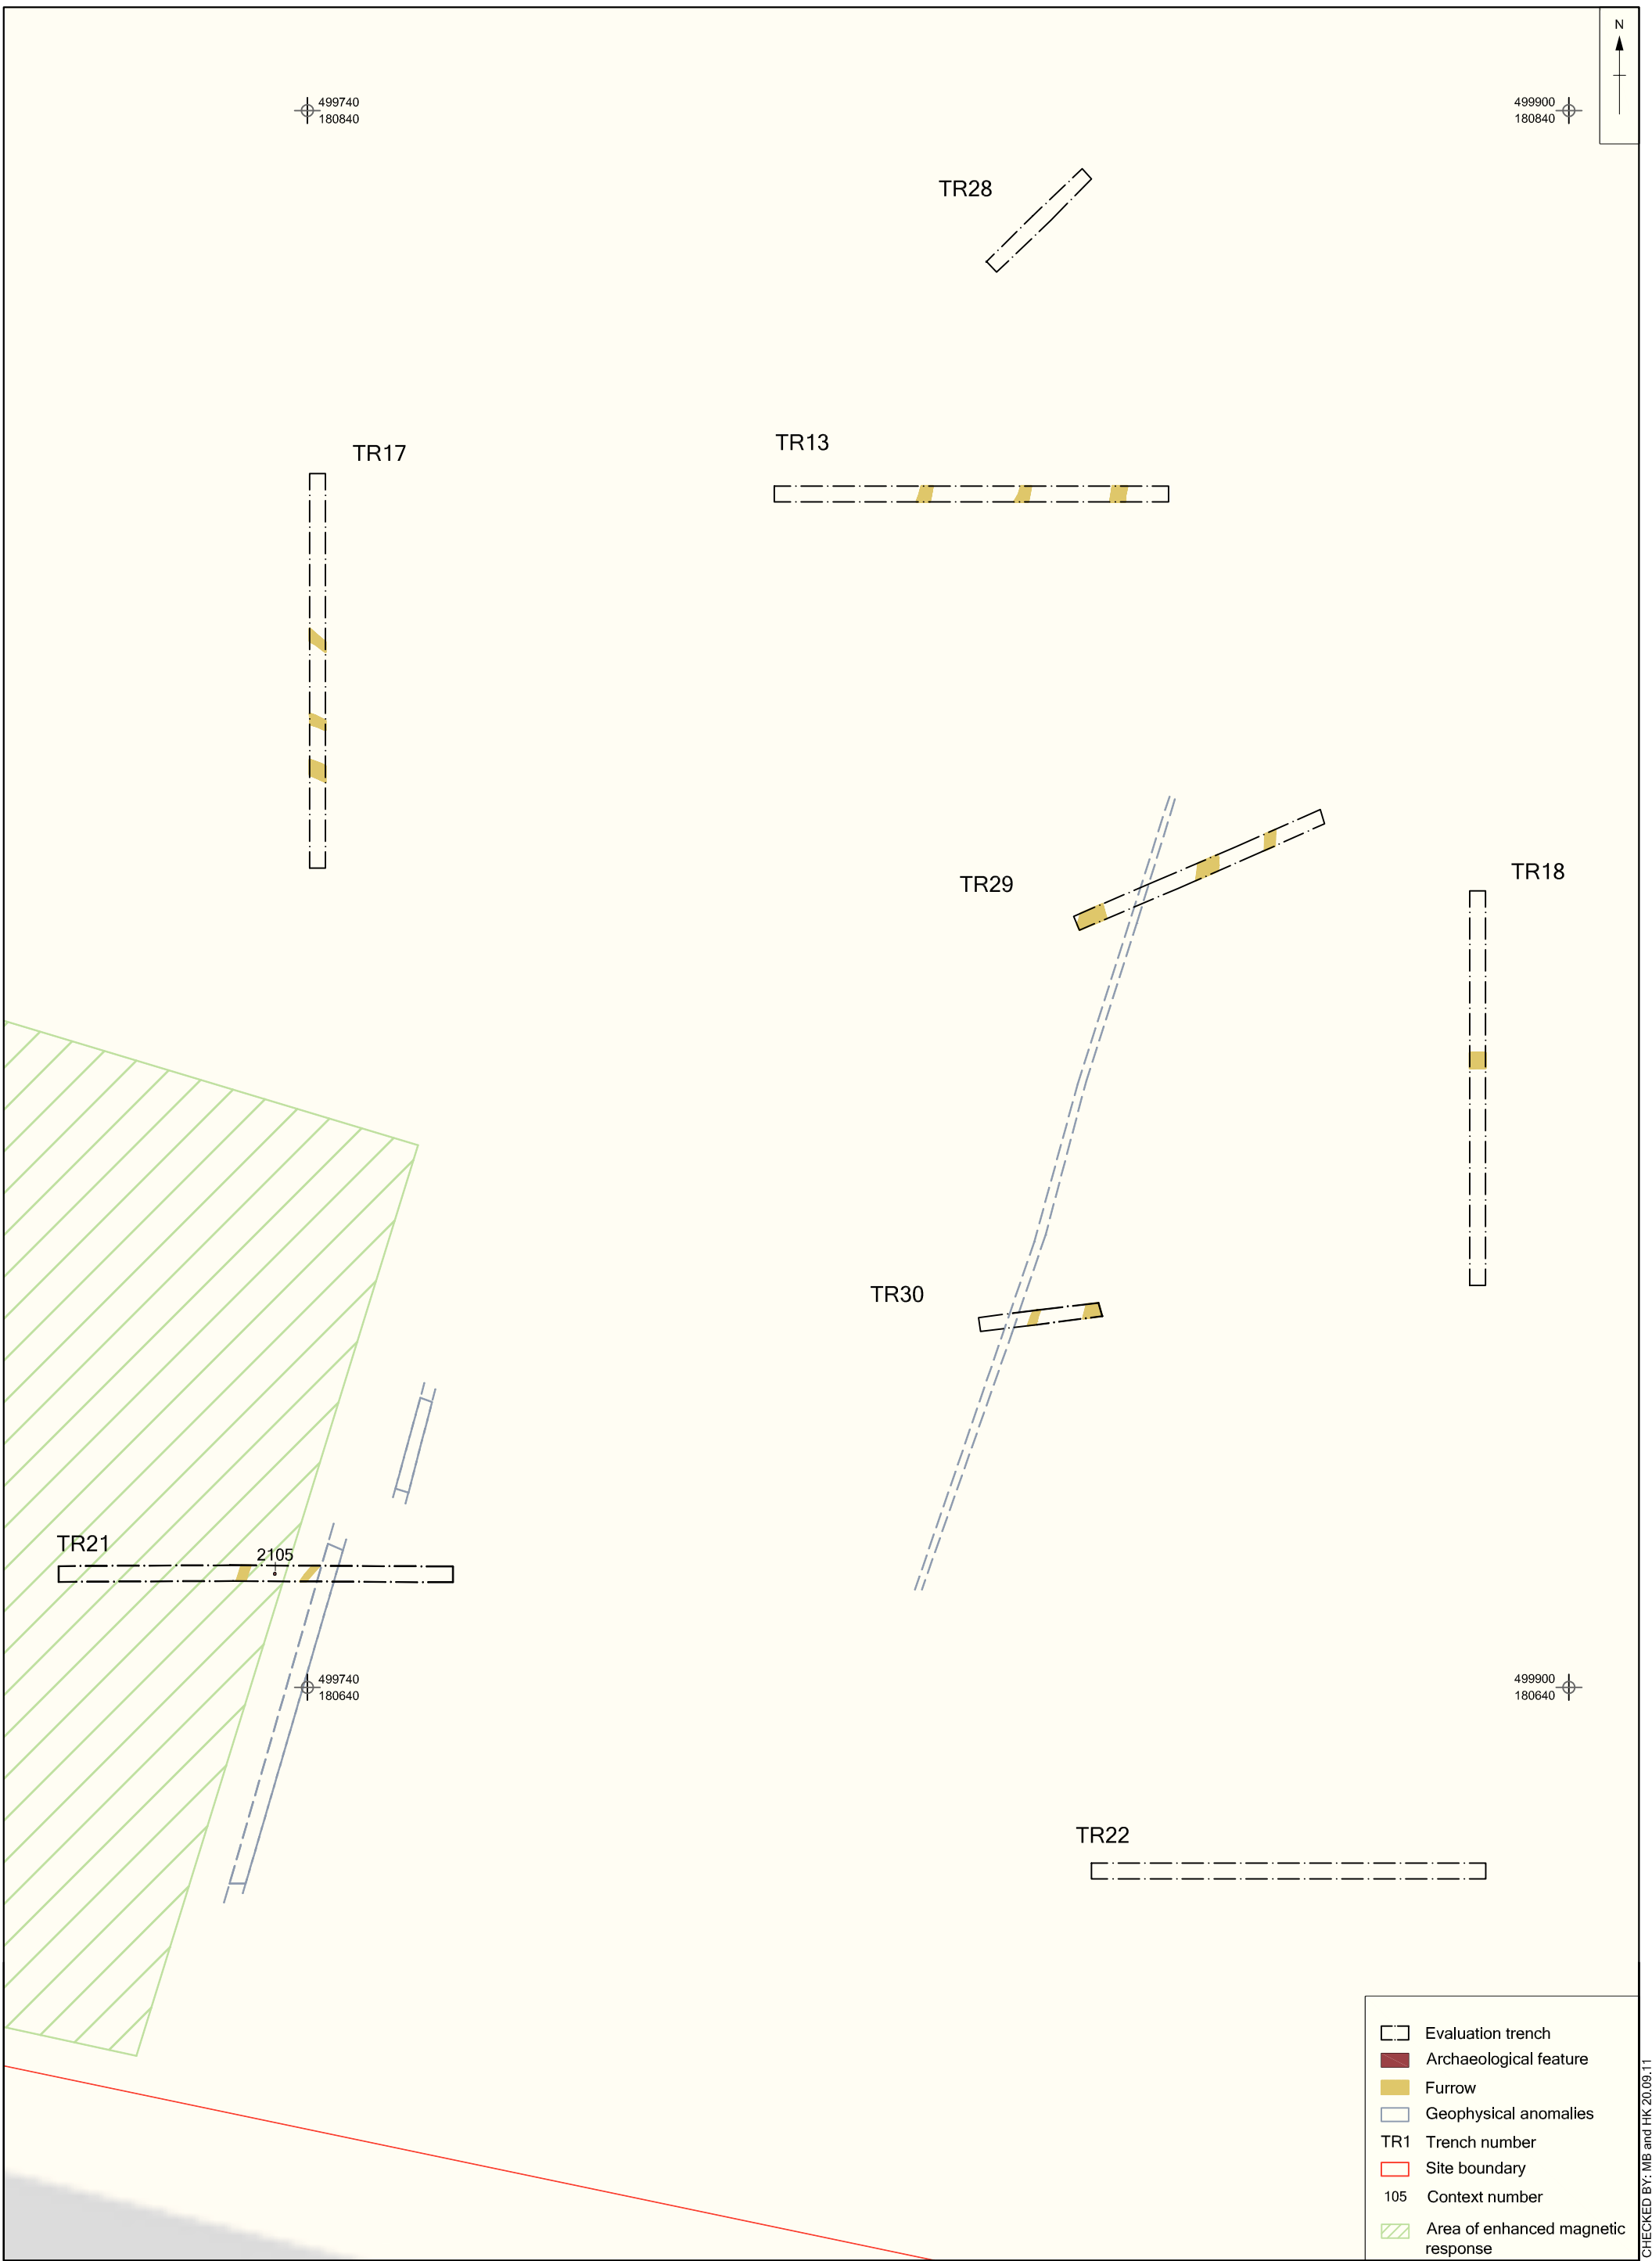 N
499740
180840
499900
180840
TR28
TR13
TR17
TR29
TR18
TR30
TR21
2105
499740
180640
499900
180640
TR22
Evaluation trench
Archaeological feature
Furrow
Geophysical anomalies
TR1 Trench number
Site boundary
105 Context number
Area of enhanced magnetic
response
CHECKED BY: MB and HK 20.09.11